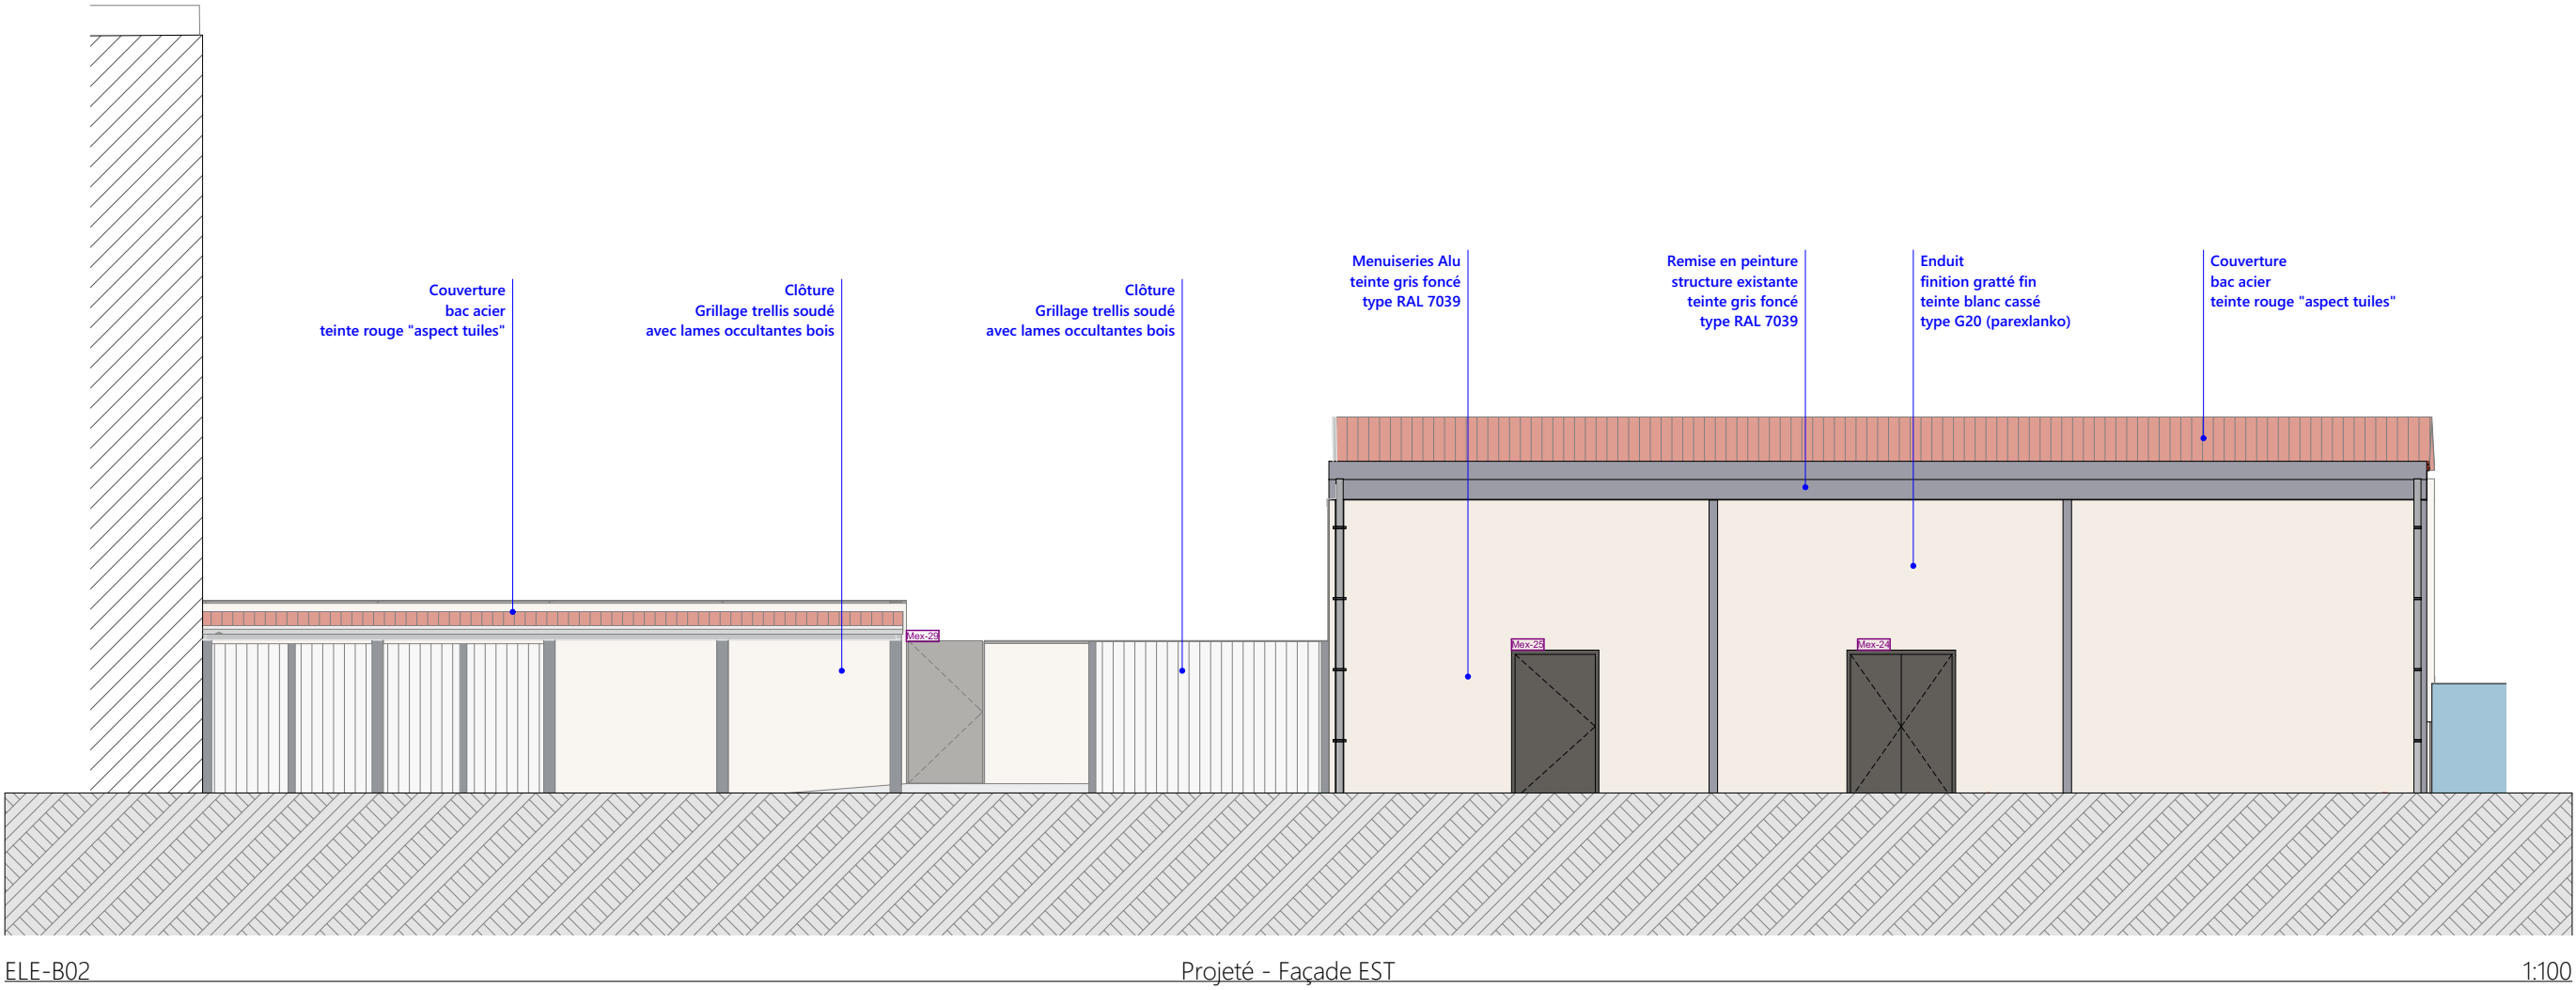 Menuiseries Alu
teinte gris foncé
type RAL 7039
Remise en peinture
structure existante
teinte gris foncé
type RAL 7039
Enduit
finition gratté fin
teinte blanc cassé
type G20 (parexlanko)
Couverture
bac acier
teinte rouge "aspect tuiles"
Couverture
bac acier
teinte rouge "aspect tuiles"
Clôture
Grillage trellis soudé
avec lames occultantes bois
Clôture
Grillage trellis soudé
avec lames occultantes bois
Mex-29
Mex-25
Mex-24
ELE-B02
Projeté - Façade EST
1:100